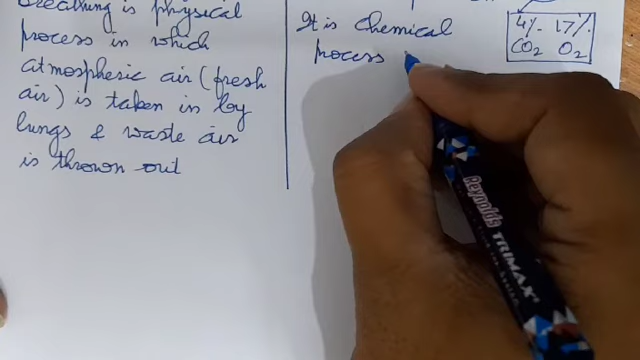 Breathing is physical
process in which
atmospheric air (fresh
air) is taken in by
lungs & waste air
is thrown out
It is chemical
process
4% 17%
CO2 O2
Reynolds TRIMAX